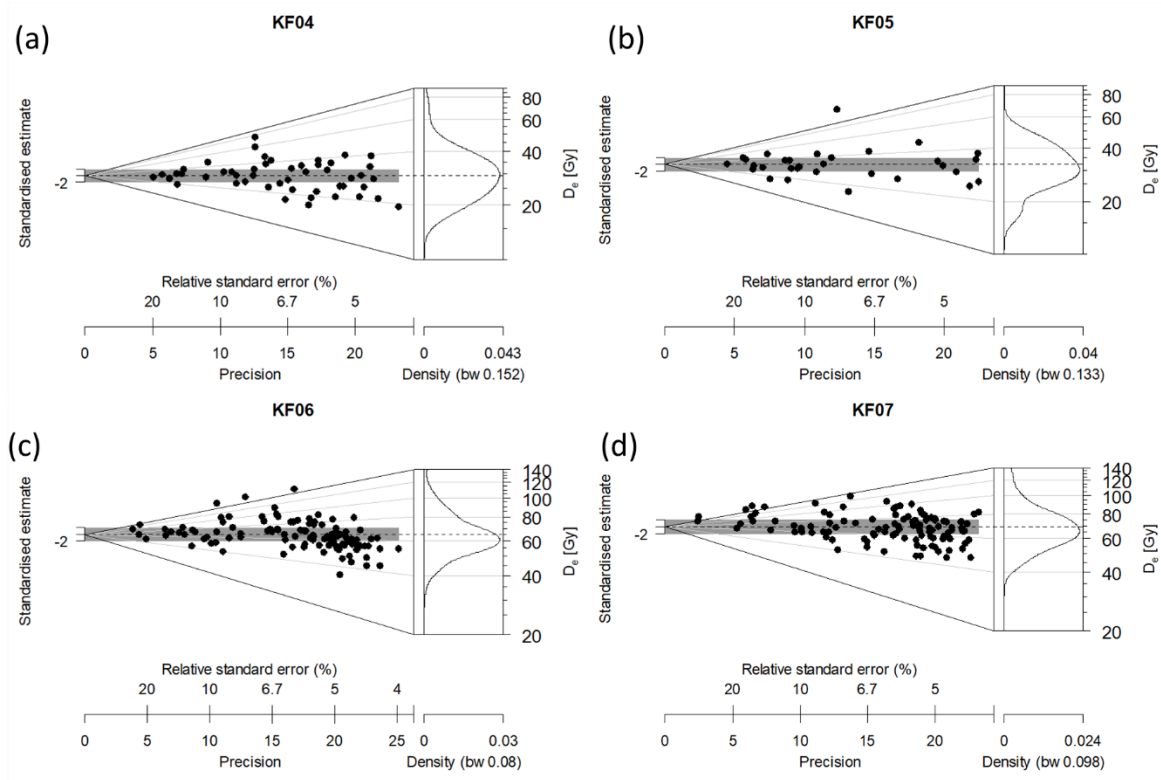 KF04
(a)
Standardised estimate
-2
80
60
40
20
De [Gy]
Relative standard error (%)
20 10 6.7 5
0 5 10 15 20
Precision
0 0.043
Density (bw 0.152)
KF05
(b)
Standardised estimate
-2
80
60
40
20
De [Gy]
Relative standard error (%)
20 10 6.7 5
0 5 10 15 20
Precision
0 0.04
Density (bw 0.133)
KF06
(c)
Standardised estimate
-2
140
100
80
60
40
20
De [Gy]
Relative standard error (%)
20 10 6.7 5 4
0 5 10 15 20 25
Precision
0 0.03
Density (bw 0.08)
KF07
(d)
Standardised estimate
-2
140
100
80
60
40
20
De [Gy]
Relative standard error (%)
20 10 6.7 5
0 5 10 15 20
Precision
0 0.024
Density (bw 0.098)